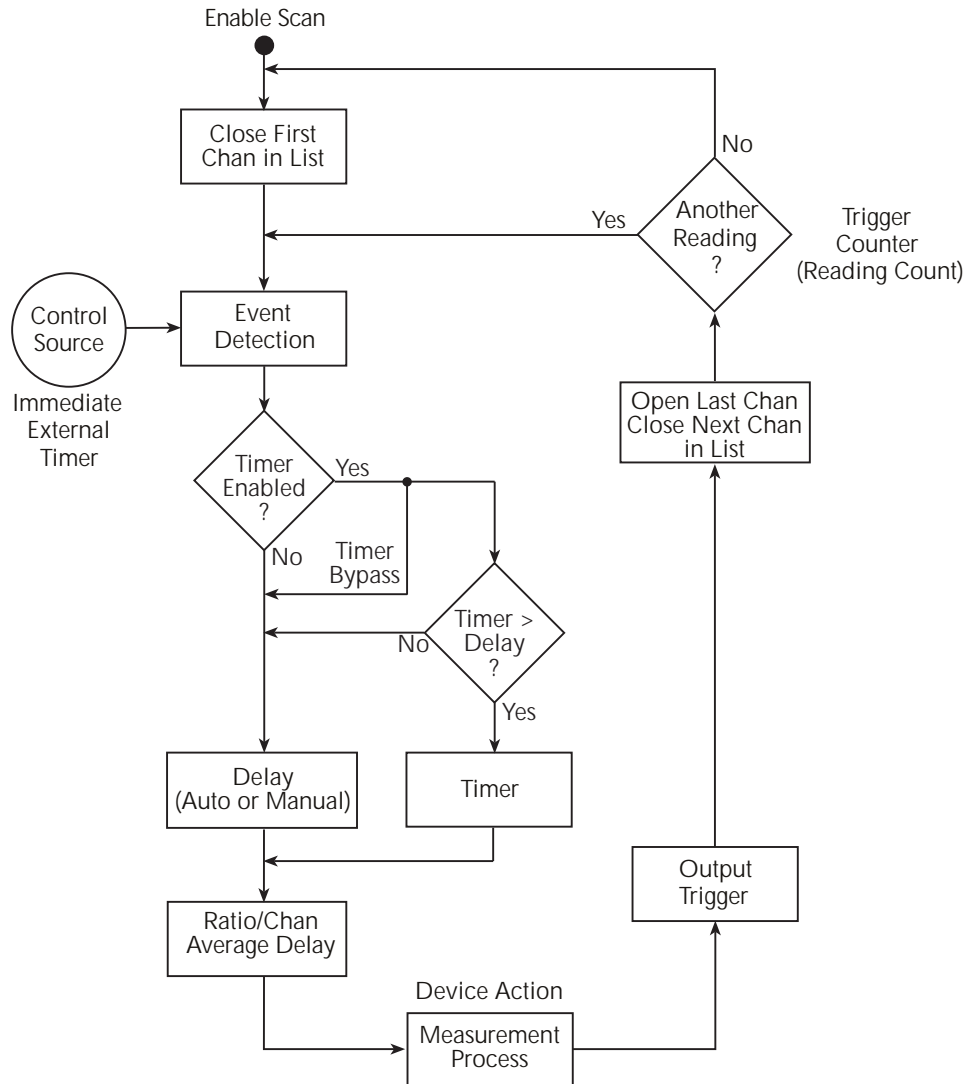 Enable Scan
Close First
Chan in List
No
Another
Reading
?
Yes
Trigger
Counter
(Reading Count)
Control
Source
Event
Detection
Immediate
External
Timer
Open Last Chan
Close Next Chan
in List
Timer
Enabled
?
Yes
No
Timer
Bypass
Timer >
Delay
?
No
Yes
Delay
(Auto or Manual)
Timer
Output
Trigger
Ratio/Chan
Average Delay
Device Action
Measurement
Process